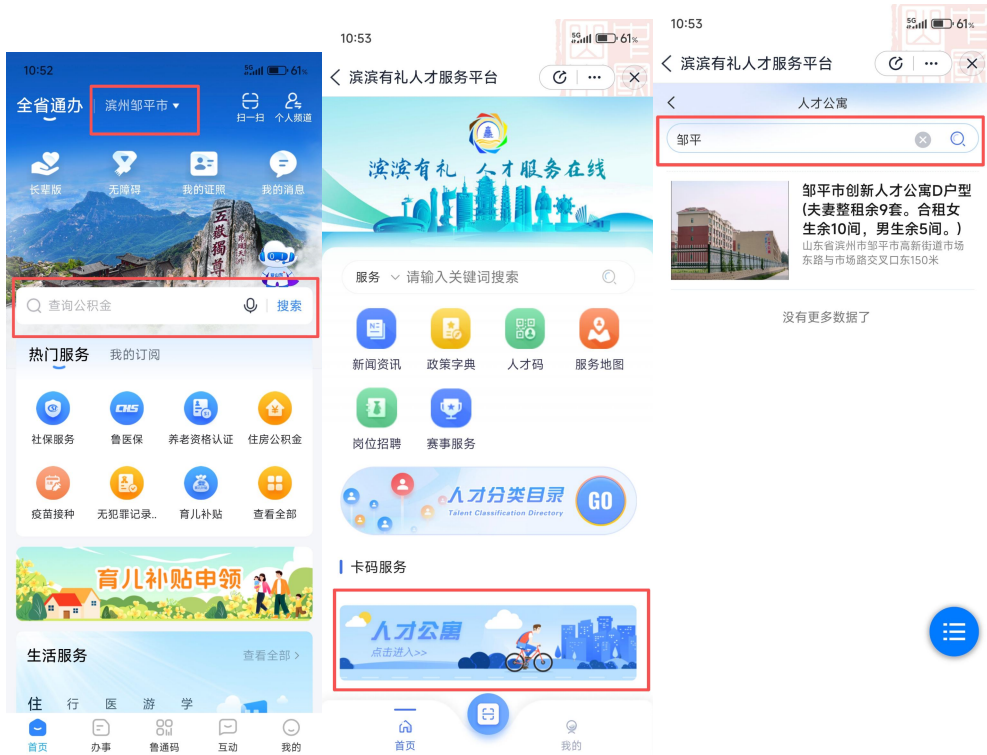 10:52
5G 61%
全省通办
滨州邹平市
扫一扫
个人频道
长辈版
无障碍
我的证照
我的消息
五嶽獨尊
查询公积金
搜索
热门服务
我的订阅
社保服务
CHS
鲁医保
养老资格认证
住房公积金
疫苗接种
无犯罪记录..
育儿补贴
查看全部
育儿补贴申领
生活服务
查看全部 >
住
行
医
游
学
首页
办事
鲁通码
互动
我的
10:53
5G 61%
滨滨有礼人才服务平台
滨滨有礼 人才服务在线
服务
请输入关键词搜索
新闻资讯
政策字典
人才码
服务地图
岗位招聘
赛事服务
人才分类目录
Talent Classification Directory
GO
卡码服务
人才公寓
点击进入>>
首页
我的
10:53
5G 61%
滨滨有礼人才服务平台
人才公寓
邹平
邹平市创新人才公寓D户型
(夫妻整租余9套。合租女
生余10间，男生余5间。)
山东省滨州市邹平市高新街道市场
东路与市场路交叉口东150米
没有更多数据了